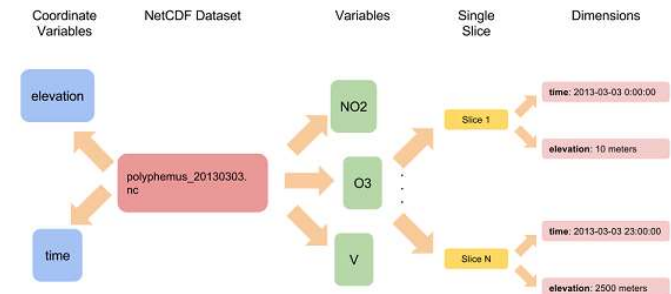 Coordinate
Variables
NetCDF Dataset
Variables
Single
Slice
Dimensions
elevation
time
polyphemus_20130303.
nc
NO2
O3
V
Slice 1
Slice N
time: 2013-03-03 0:00:00
elevation: 10 meters
time: 2013-03-03 23:00:00
elevation: 2500 meters